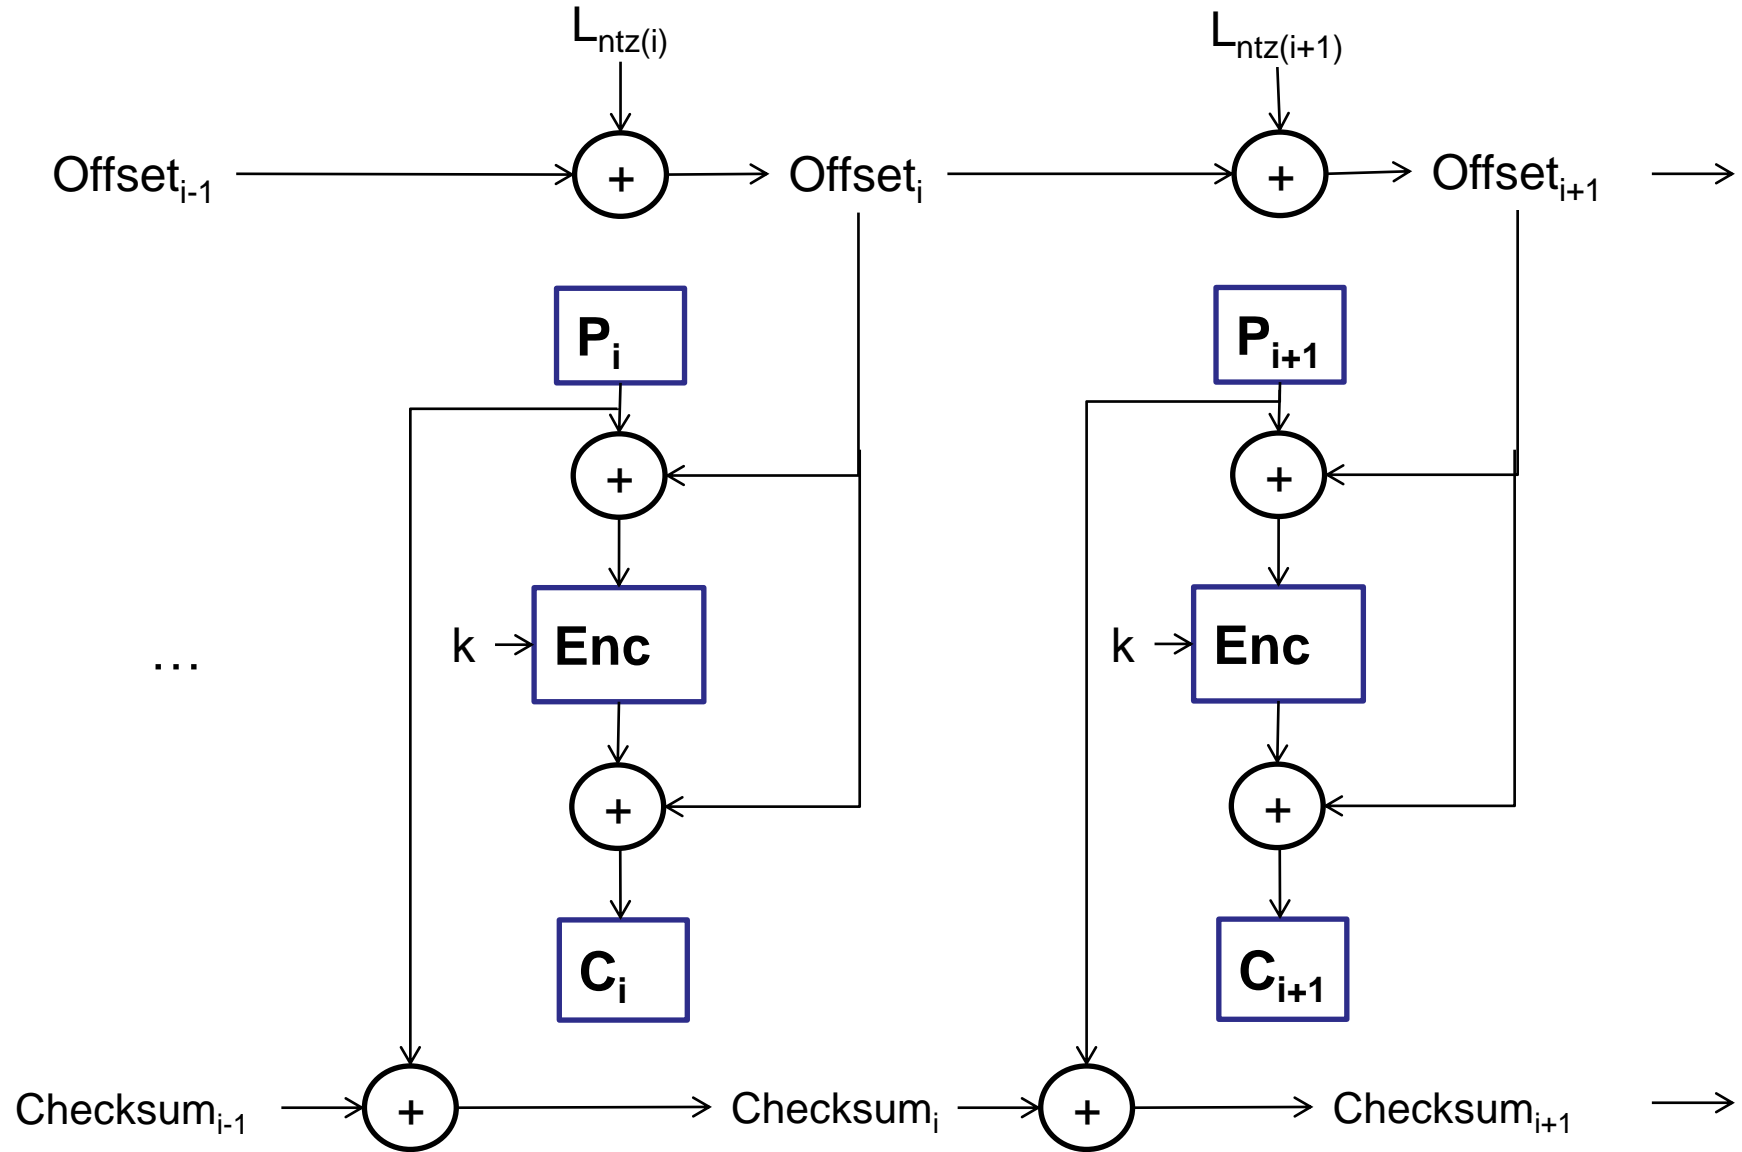 L_ntz(i) L_ntz(i+1)
+ +
Offset_i-1 Offset_i Offset_i+1
P_i P_i+1
+ +
k Enc k Enc
…
+ +
C_i C_i+1
Checksum_i-1 + Checksum_i + Checksum_i+1